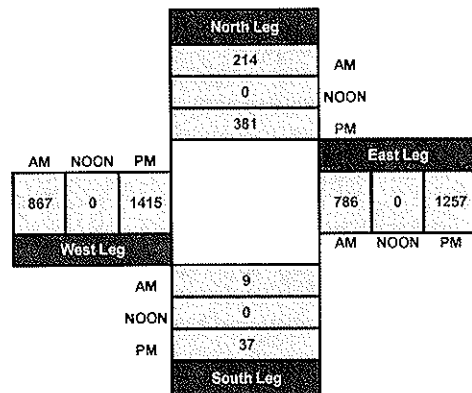 North Leg
214 AM
0 NOON
381 PM
AM NOON PM East Leg
867 0 1415 786 0 1257
West Leg AM NOON PM
AM 9
NOON 0
PM 37
South Leg